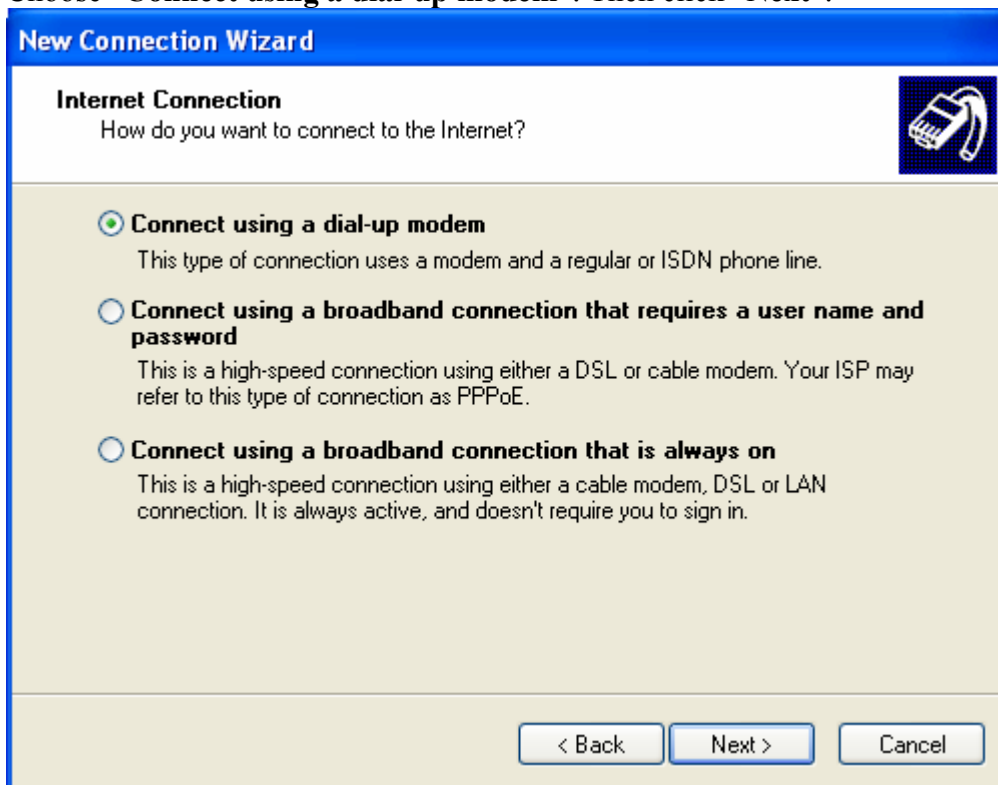 Choose "Connect using a dial-up modem". Then click "Next".
New Connection Wizard
Internet Connection
How do you want to connect to the Internet?
Connect using a dial-up modem
This type of connection uses a modem and a regular or ISDN phone line.
Connect using a broadband connection that requires a user name and
password
This is a high-speed connection using either a DSL or cable modem. Your ISP may
refer to this type of connection as PPPoE.
Connect using a broadband connection that is always on
This is a high-speed connection using either a cable modem, DSL or LAN
connection. It is always active, and doesn't require you to sign in.
< Back
Next >
Cancel